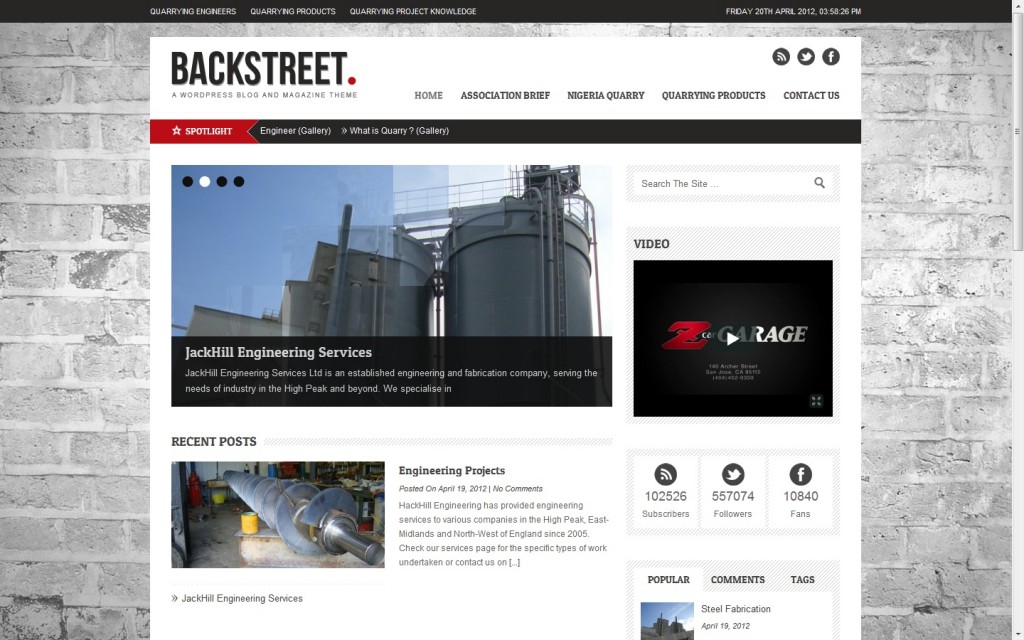 QUARRYING ENGINEERS QUARRYING PRODUCTS QUARRYING PROJECT KNOWLEDGE FRIDAY 20TH APRIL 2012, 03:58:26 PM
BACKSTREET.
A WORDPRESS BLOG AND MAGAZINE THEME
HOME ASSOCIATION BRIEF NIGERIA QUARRY QUARRYING PRODUCTS CONTACT US
SPOTLIGHT Engineer (Gallery) » What is Quarry ? (Gallery)
JackHill Engineering Services
JackHill Engineering Services Ltd is an established engineering and fabrication company, serving the
needs of industry in the High Peak and beyond. We specialise in
Search The Site ...
VIDEO
Z car GARAGE
140 Archer Street
San Jose, CA 95112
RECENT POSTS
Engineering Projects
Posted On April 19, 2012 | No Comments
HackHill Engineering has provided engineering
services to various companies in the High Peak, East-
Midlands and North-West of England since 2005.
Check our services page for the specific types of work
undertaken or contact us on [...]
» JackHill Engineering Services
102526 557074 10840
Subscribers Followers Fans
POPULAR COMMENTS TAGS
Steel Fabrication
April 19, 2012